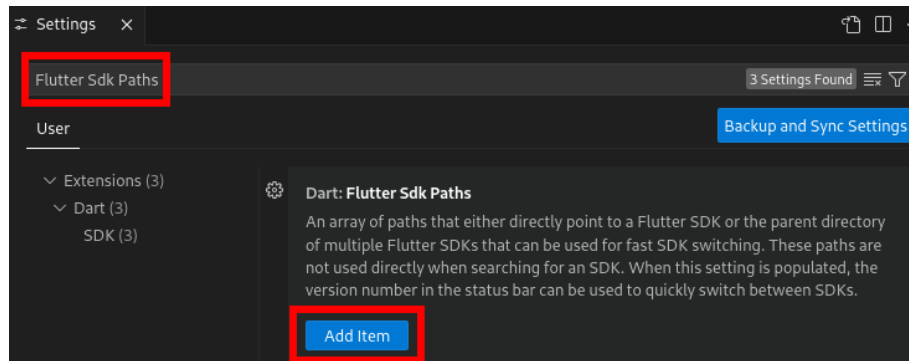 Settings
Flutter Sdk Paths
3 Settings Found
User
Backup and Sync Settings
Extensions (3)
Dart (3)
SDK (3)
Dart: Flutter Sdk Paths
An array of paths that either directly point to a Flutter SDK or the parent directory
of multiple Flutter SDKs that can be used for fast SDK switching. These paths are
not used directly when searching for an SDK. When this setting is populated, the
version number in the status bar can be used to quickly switch between SDKs.
Add Item